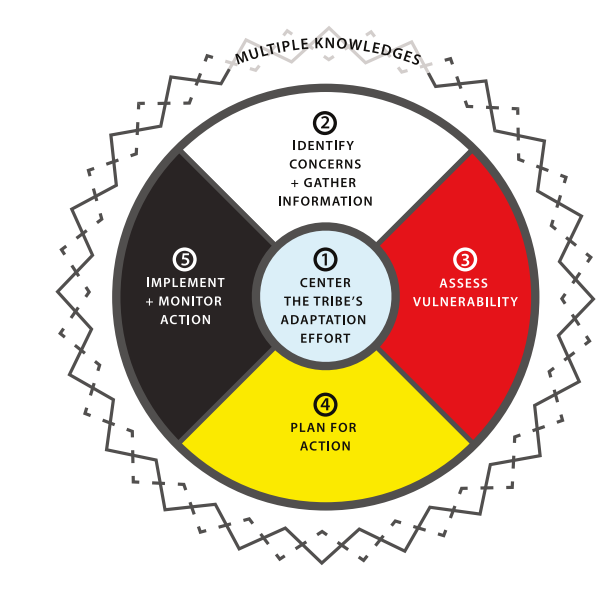 MULTIPLE KNOWLEDGES
2
IDENTIFY
CONCERNS
+ GATHER
INFORMATION
1
CENTER
THE TRIBE'S
ADAPTATION
EFFORT
3
ASSESS
VULNERABILITY
4
PLAN FOR
ACTION
5
IMPLEMENT
+ MONITOR
ACTION